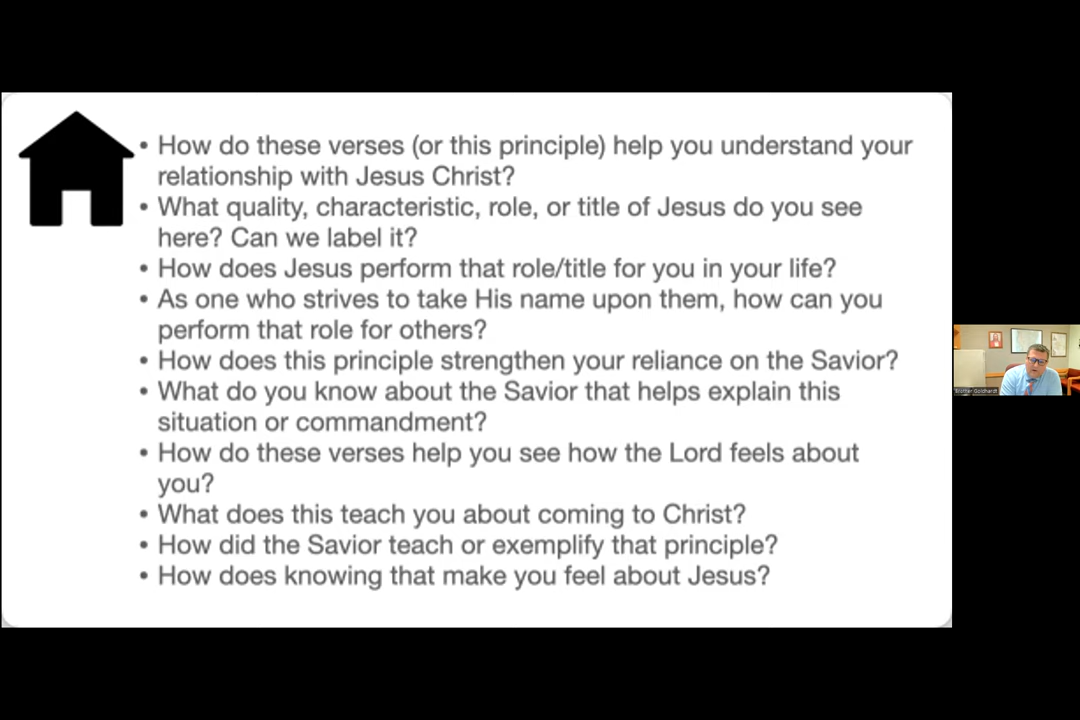 • How do these verses (or this principle) help you understand your
relationship with Jesus Christ?
• What quality, characteristic, role, or title of Jesus do you see
here? Can we label it?
• How does Jesus perform that role/title for you in your life?
• As one who strives to take His name upon them, how can you
perform that role for others?
• How does this principle strengthen your reliance on the Savior?
• What do you know about the Savior that helps explain this
situation or commandment?
• How do these verses help you see how the Lord feels about
you?
• What does this teach you about coming to Christ?
• How did the Savior teach or exemplify that principle?
• How does knowing that make you feel about Jesus?
Brother Goldhardt